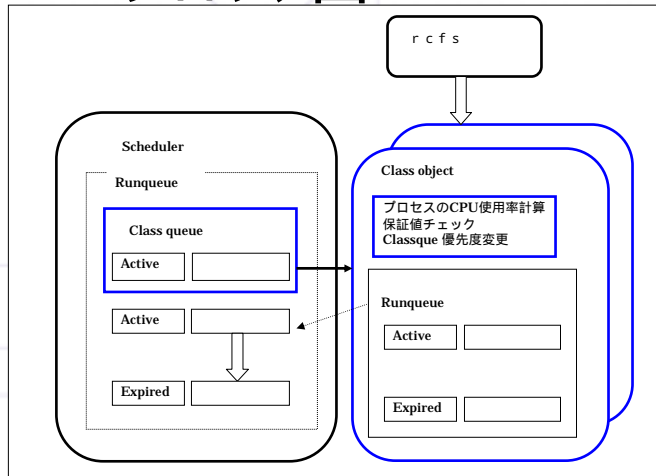 rcfs
Scheduler
Runqueue
Class queue
Active
Active
Expired
Class object
プロセスのCPU使用率計算
保証値チェック
Classque 優先度変更
Runqueue
Active
Expired